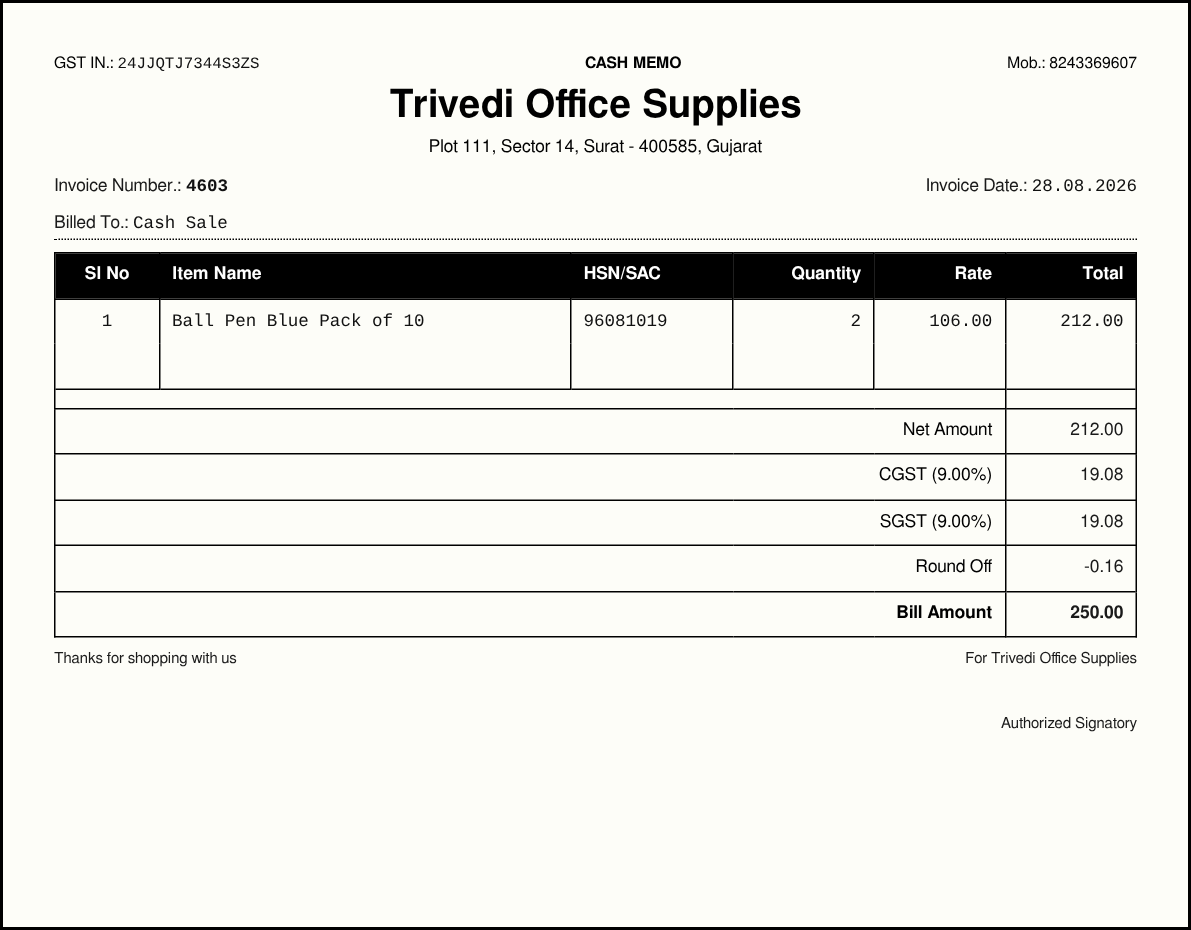 GST IN.: 24JJQTJ7344S3ZS CASH MEMO Mob.: 8243369607
Trivedi Office Supplies
Plot 111, Sector 14, Surat - 400585, Gujarat
Invoice Number.: 4603 Invoice Date.: 28.08.2026
Billed To.: Cash Sale
Sl No Item Name HSN/SAC Quantity Rate Total
1 Ball Pen Blue Pack of 10 96081019 2 106.00 212.00
Net Amount 212.00
CGST (9.00%) 19.08
SGST (9.00%) 19.08
Round Off -0.16
Bill Amount 250.00
Thanks for shopping with us For Trivedi Office Supplies
Authorized Signatory